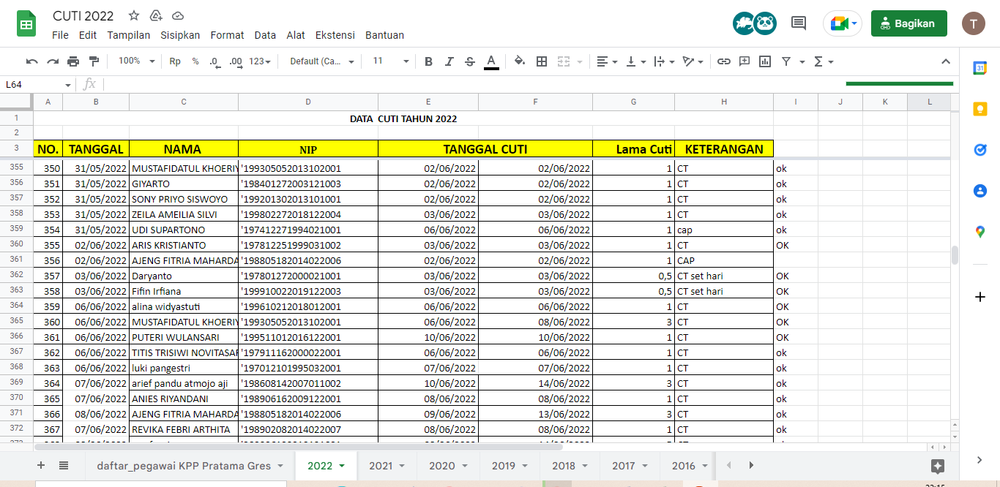 CUTI 2022
File Edit Tampilan Sisipkan Format Data Alat Ekstensi Bantuan
Bagikan
T
100% Rp % .0 .00 123 Default (Ca... 11 B I S A
31
L64 fx
A B C D E F G H I J K L
1 DATA CUTI TAHUN 2022
2
3 NO. TANGGAL NAMA NIP TANGGAL CUTI Lama Cuti KETERANGAN
355 350 31/05/2022 MUSTAFIDATUL KHOERIY '199305052013102001 02/06/2022 02/06/2022 1 CT ok
356 351 31/05/2022 GIYARTO '198401272003121003 02/06/2022 02/06/2022 1 CT ok
357 352 31/05/2022 SONY PRIYO SISWOYO '199201302013101001 02/06/2022 02/06/2022 1 CT ok
358 353 31/05/2022 ZEILA AMEILIA SILVI '199802272018122004 03/06/2022 03/06/2022 1 CT ok
359 354 31/05/2022 UDI SUPARTONO '197412271994021001 06/06/2022 06/06/2022 1 cap ok
360 355 02/06/2022 ARIS KRISTIANTO '197812251999031002 03/06/2022 03/06/2022 1 CT OK
361 356 02/06/2022 AJENG FITRIA MAHARDA '198805182014022006 02/06/2022 02/06/2022 1 CAP
362 357 03/06/2022 Daryanto '197801272000021001 03/06/2022 03/06/2022 0,5 CT set hari OK
363 358 03/06/2022 Fifin Irfiana '199910022019122003 03/06/2022 03/06/2022 0,5 CT set hari OK
364 359 06/06/2022 alina widyastuti '199610212018012001 06/06/2022 06/06/2022 1 CT OK
365 360 06/06/2022 MUSTAFIDATUL KHOERIY '199305052013102001 06/06/2022 08/06/2022 3 CT OK
366 361 06/06/2022 PUTERI WULANSARI '199511012016122001 10/06/2022 10/06/2022 1 CT OK
367 362 06/06/2022 TITIS TRISIWI NOVITASAR '197911162000022001 06/06/2022 06/06/2022 1 CT ok
368 363 06/06/2022 luki pangestri '197012101995032001 07/06/2022 07/06/2022 1 CT ok
369 364 07/06/2022 arief pandu atmojo aji '198608142007011002 10/06/2022 14/06/2022 3 CT ok
370 365 07/06/2022 ANIES RIYANDANI '198906162009122001 08/06/2022 08/06/2022 1 CT ok
371 366 08/06/2022 AJENG FITRIA MAHARDA '198805182014022006 09/06/2022 13/06/2022 3 CT ok
372 367 07/06/2022 REVIKA FEBRI ARTHITA '198902082014022007 08/06/2022 08/06/2022 1 CT ok
daftar_pegawai KPP Pratama Gres 2022 2021 2020 2019 2018 2017 2016